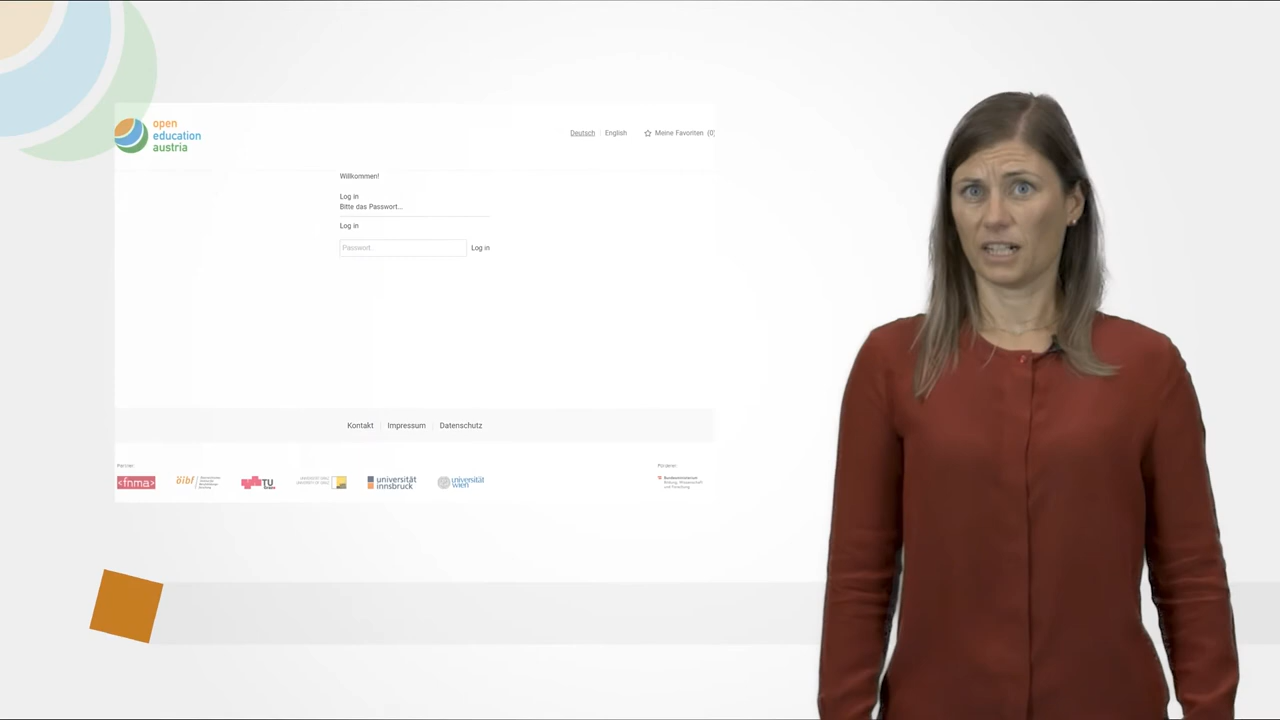 open
education
austria
Deutsch | English Meine Favoriten (0)
Willkommen!
Log in
Bitte das Passwort...
Log in
Passwort Log in
Kontakt | Impressum | Datenschutz
Partner:
<fnma>
öibf
TU
universität
innsbruck
universität
wien
Bundesministerium